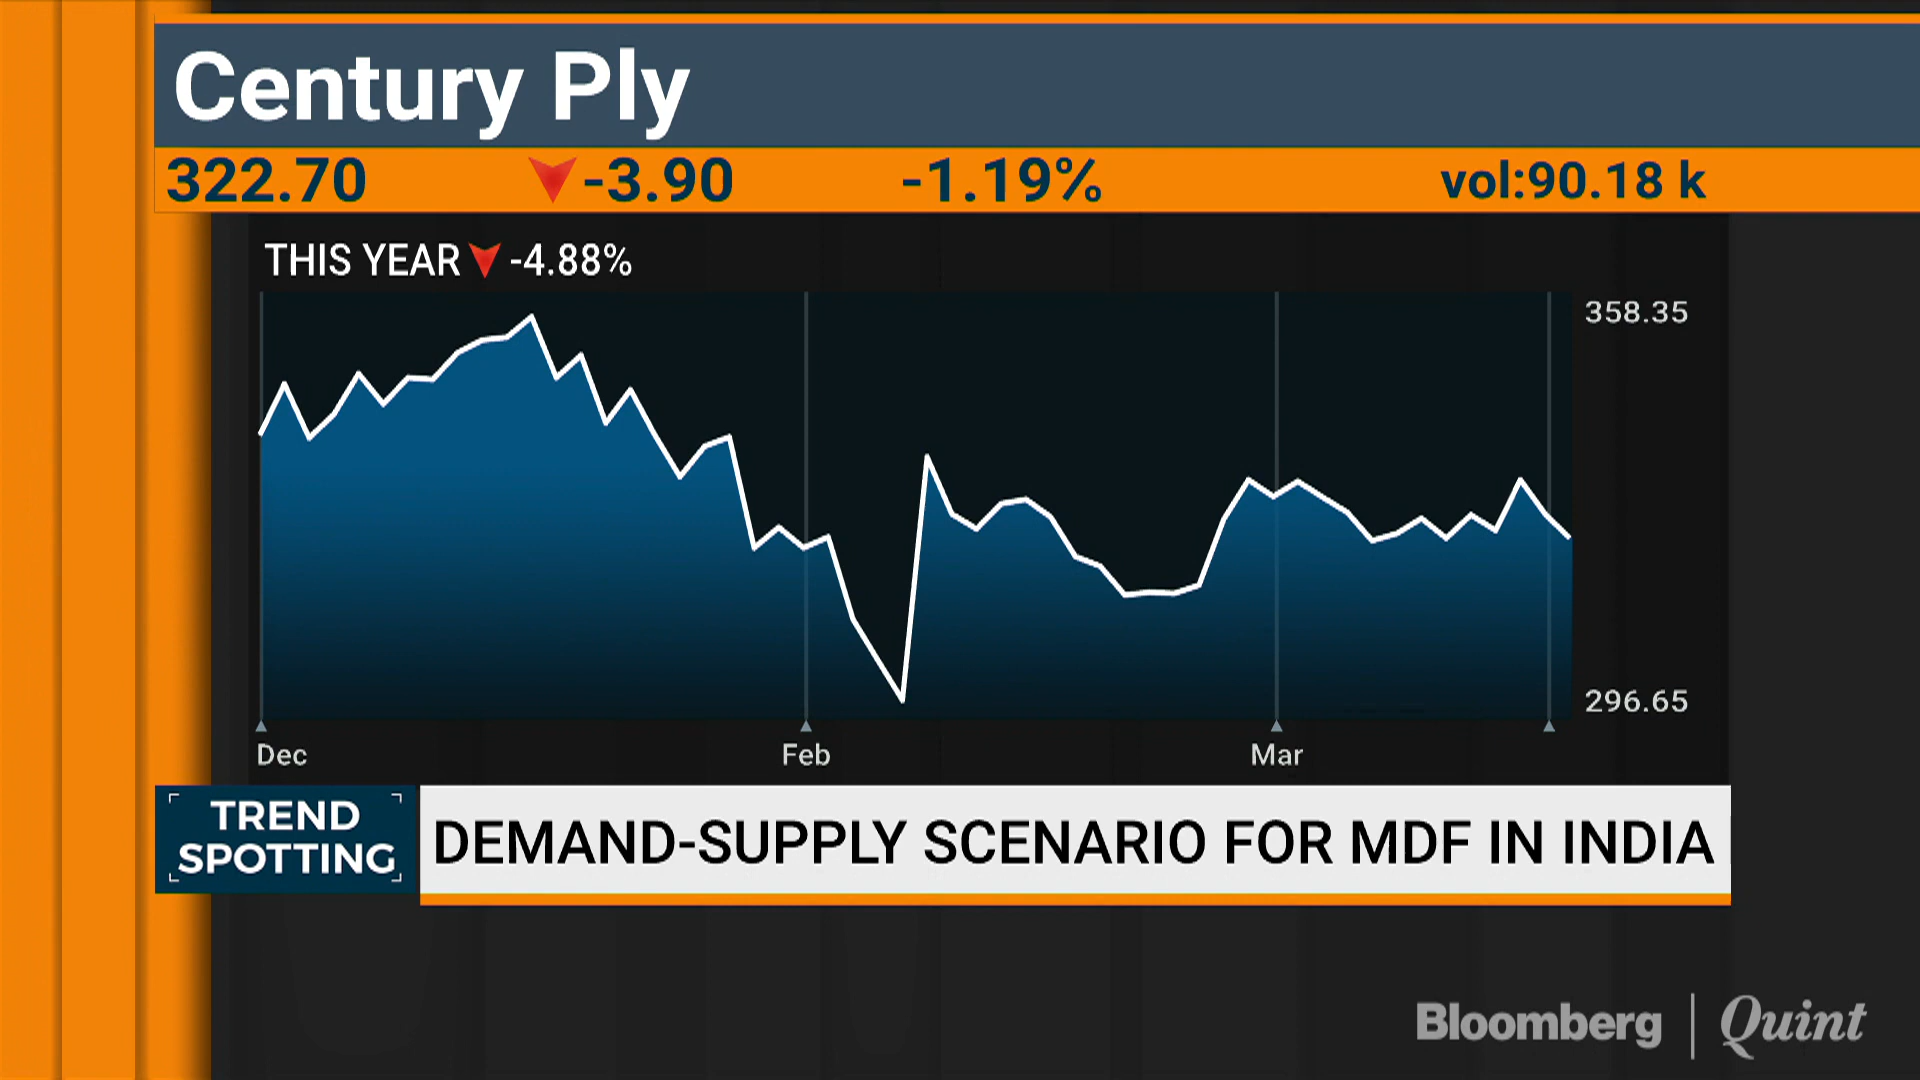 Century Ply
322.70 -3.90 -1.19% vol:90.18 k
THIS YEAR -4.88%
358.35
296.65
Dec Feb Mar
TREND
SPOTTING
DEMAND-SUPPLY SCENARIO FOR MDF IN INDIA
Bloomberg | Quint